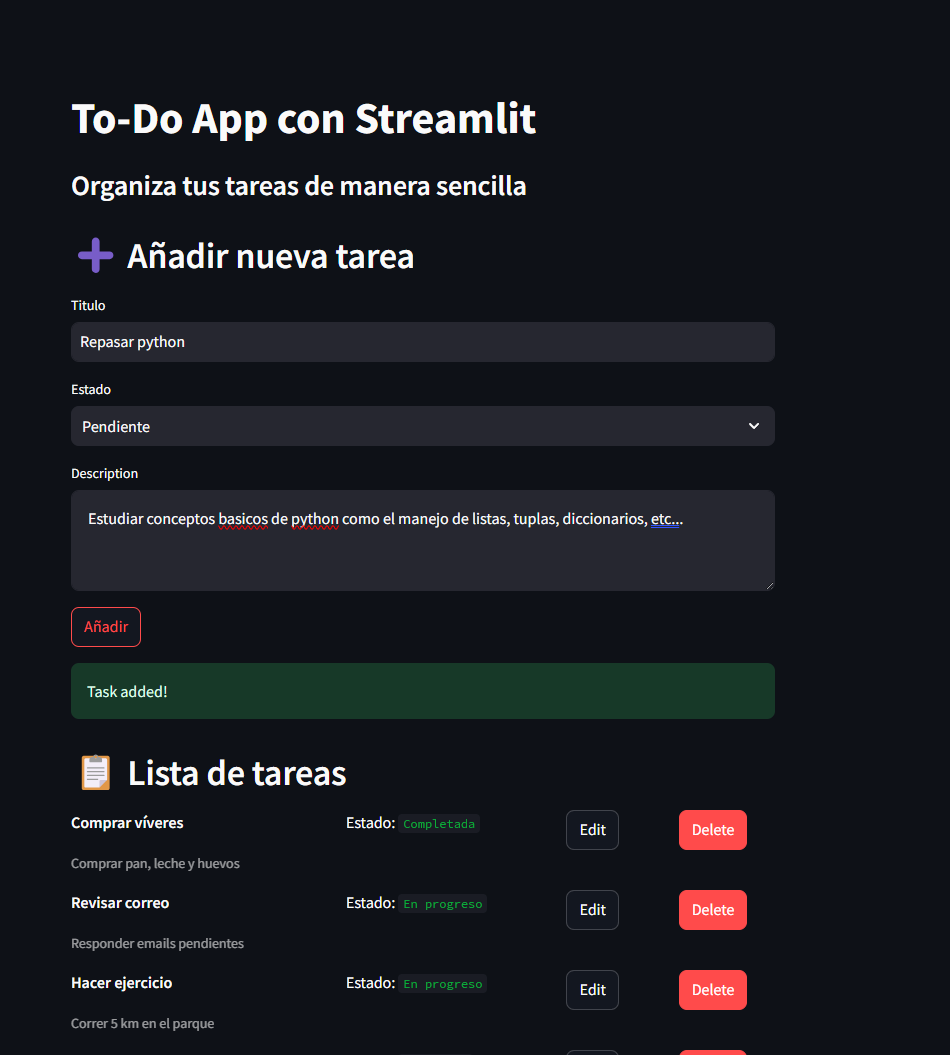 To-Do App con Streamlit
Organiza tus tareas de manera sencilla
Añadir nueva tarea
Titulo
Repasar python
Estado
Pendiente
Description
Estudiar conceptos basicos de python como el manejo de listas, tuplas, diccionarios, etc...
Añadir
Task added!
Lista de tareas
Comprar víveres Estado: Completada Edit Delete
Comprar pan, leche y huevos
Revisar correo Estado: En progreso Edit Delete
Responder emails pendientes
Hacer ejercicio Estado: En progreso Edit Delete
Correr 5 km en el parque